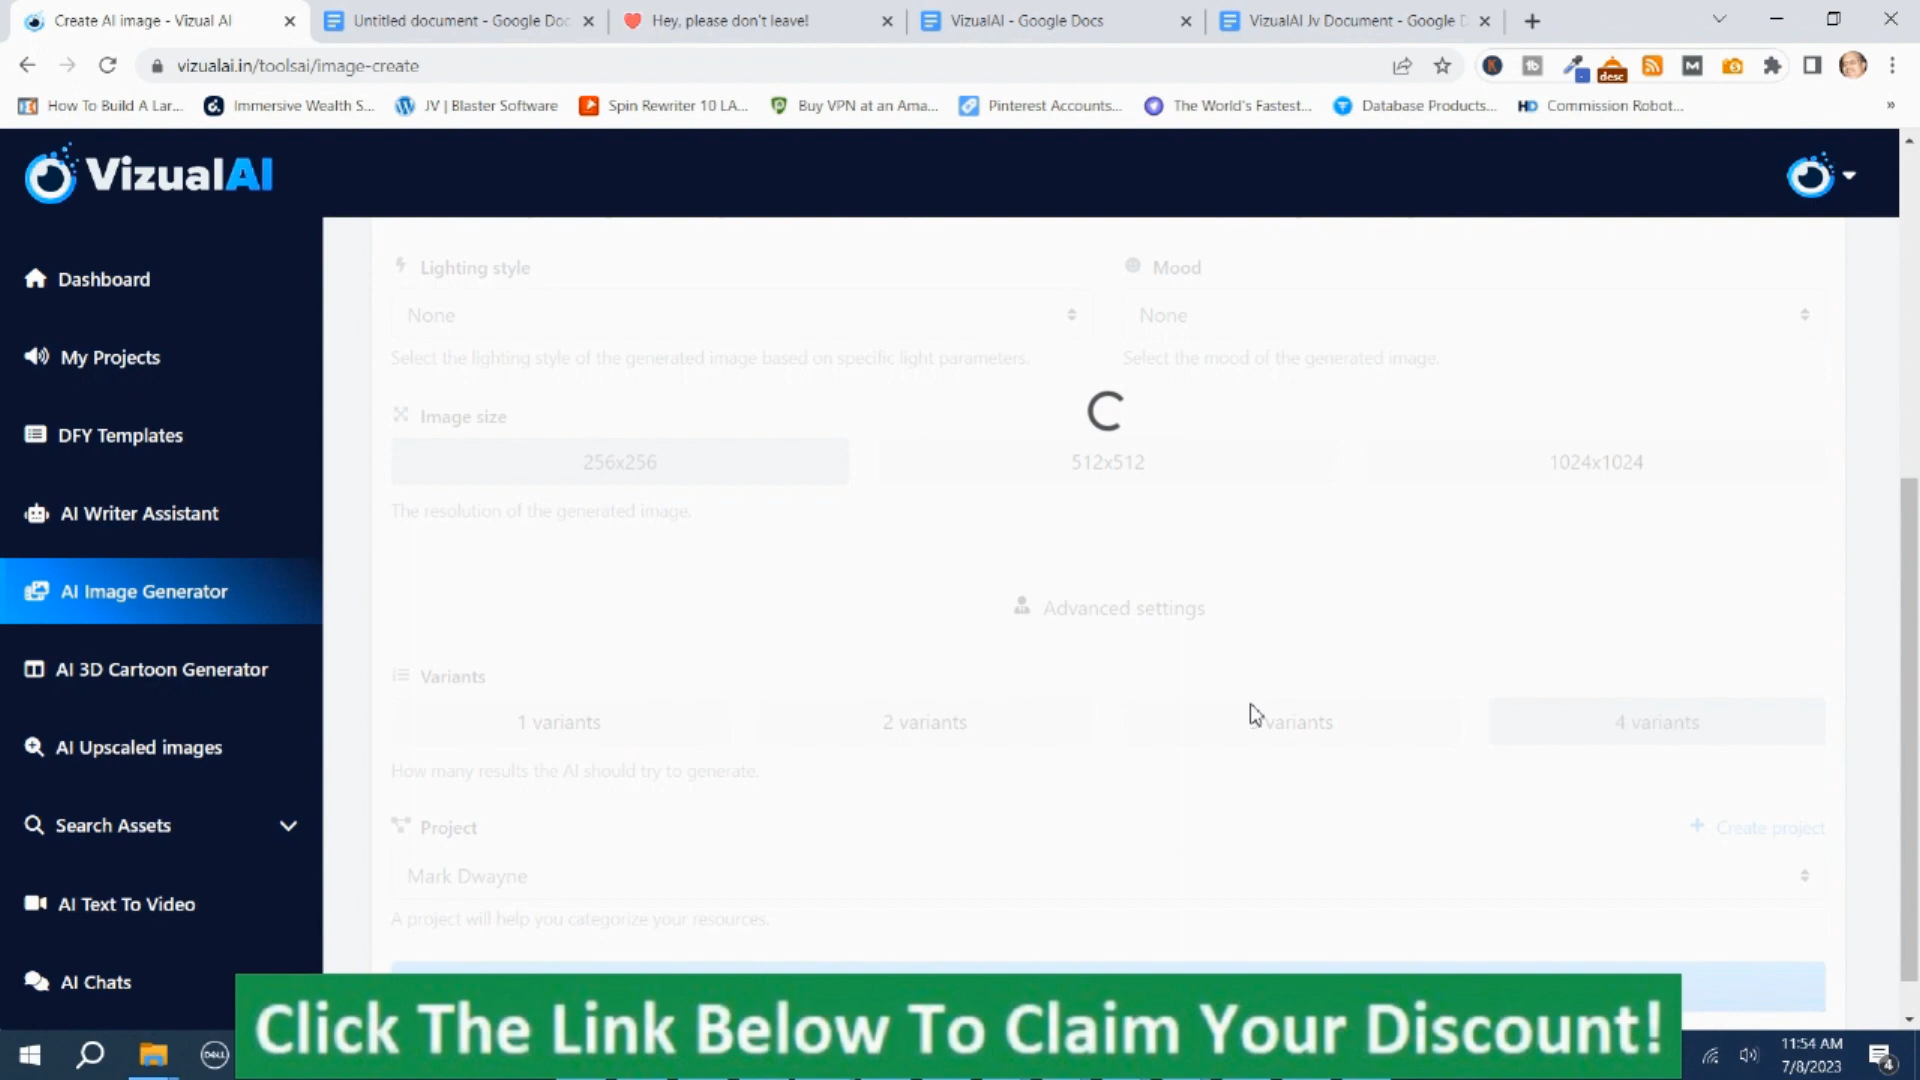 Create AI image - Vizual AI
Untitled document - Google Doc
Hey, please don't leave!
VizualAI - Google Docs
VizualAI Jv Document - Google D
vizualai.in/toolsai/image-create
desc
How To Build A Lar...
Immersive Wealth S...
JV | Blaster Software
Spin Rewriter 10 LA...
Buy VPN at an Ama...
Pinterest Accounts...
The World's Fastest...
Database Products...
HD Commission Robot...
VizualAI
Dashboard
My Projects
DFY Templates
AI Writer Assistant
AI Image Generator
AI 3D Cartoon Generator
AI Upscaled images
Search Assets
AI Text To Video
AI Chats
Lighting style
Mood
None
None
Select the lighting style of the generated image based on specific light parameters.
Select the mood of the generated image.
Image size
256x256
512x512
1024x1024
The resolution of the generated image.
Advanced settings
Variants
1 variants
2 variants
variants
4 variants
How many results the AI should try to generate.
Project
Create project
Mark Dwayne
A project will help you categorize your resources.
Click The Link Below To Claim Your Discount!
DELL
11:54 AM
7/8/2023
4